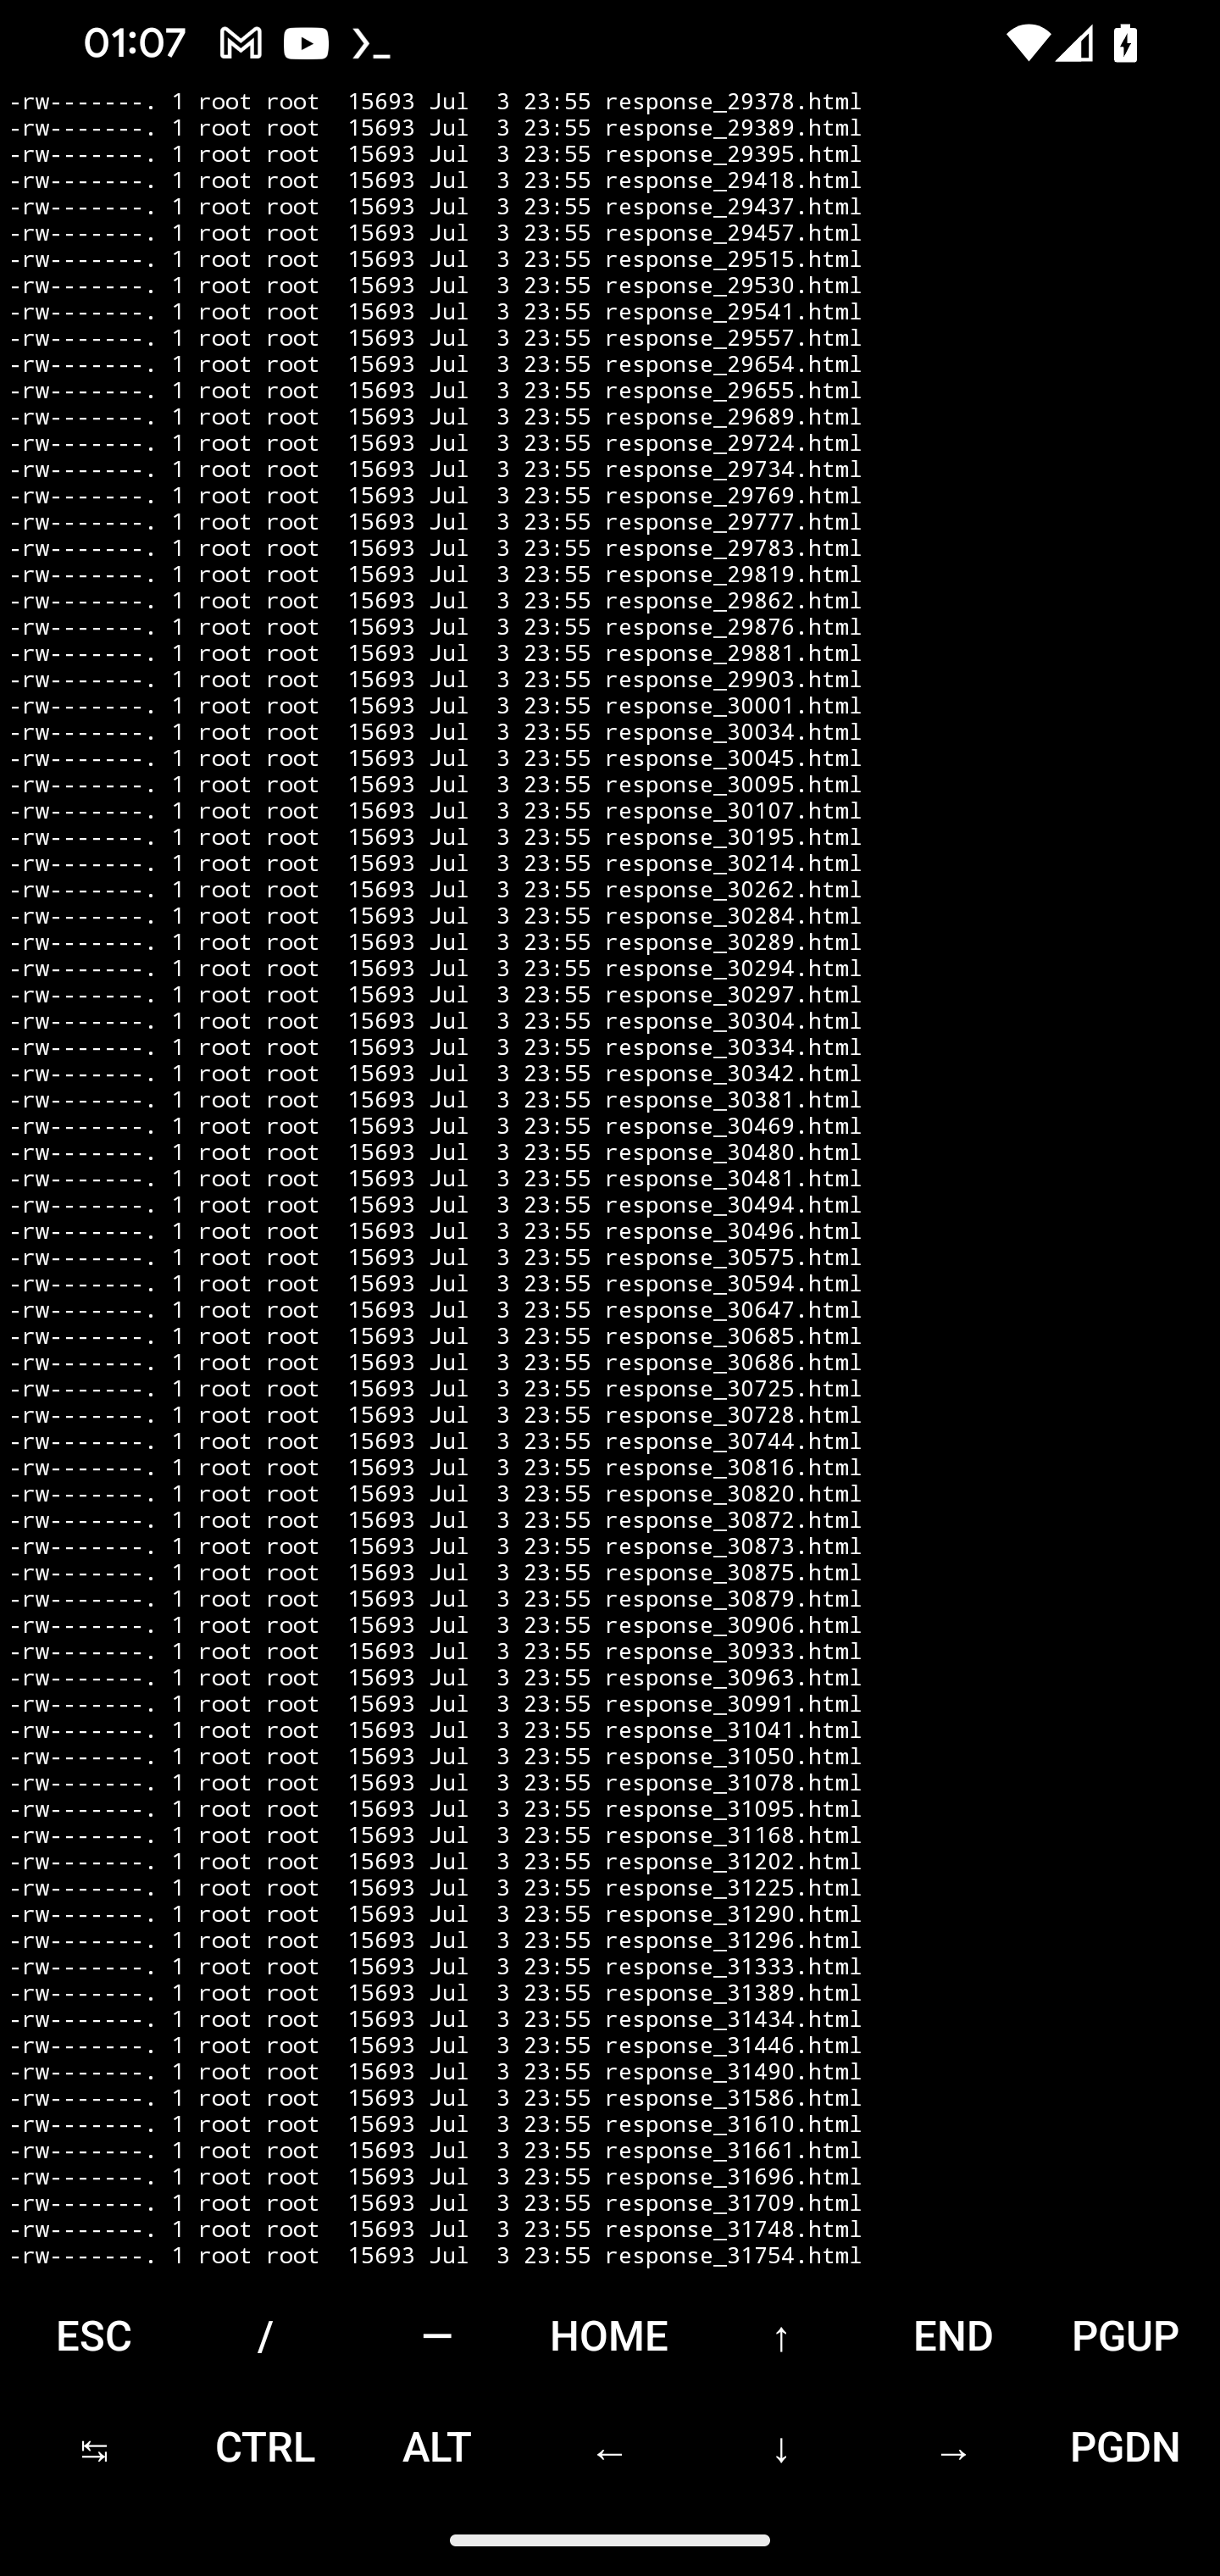 01:07
-rw-------. 1 root root  15693 Jul  3 23:55 response_29378.html
-rw-------. 1 root root  15693 Jul  3 23:55 response_29389.html
-rw-------. 1 root root  15693 Jul  3 23:55 response_29395.html
-rw-------. 1 root root  15693 Jul  3 23:55 response_29418.html
-rw-------. 1 root root  15693 Jul  3 23:55 response_29437.html
-rw-------. 1 root root  15693 Jul  3 23:55 response_29457.html
-rw-------. 1 root root  15693 Jul  3 23:55 response_29515.html
-rw-------. 1 root root  15693 Jul  3 23:55 response_29530.html
-rw-------. 1 root root  15693 Jul  3 23:55 response_29541.html
-rw-------. 1 root root  15693 Jul  3 23:55 response_29557.html
-rw-------. 1 root root  15693 Jul  3 23:55 response_29654.html
-rw-------. 1 root root  15693 Jul  3 23:55 response_29655.html
-rw-------. 1 root root  15693 Jul  3 23:55 response_29689.html
-rw-------. 1 root root  15693 Jul  3 23:55 response_29724.html
-rw-------. 1 root root  15693 Jul  3 23:55 response_29734.html
-rw-------. 1 root root  15693 Jul  3 23:55 response_29769.html
-rw-------. 1 root root  15693 Jul  3 23:55 response_29777.html
-rw-------. 1 root root  15693 Jul  3 23:55 response_29783.html
-rw-------. 1 root root  15693 Jul  3 23:55 response_29819.html
-rw-------. 1 root root  15693 Jul  3 23:55 response_29862.html
-rw-------. 1 root root  15693 Jul  3 23:55 response_29876.html
-rw-------. 1 root root  15693 Jul  3 23:55 response_29881.html
-rw-------. 1 root root  15693 Jul  3 23:55 response_29903.html
-rw-------. 1 root root  15693 Jul  3 23:55 response_30001.html
-rw-------. 1 root root  15693 Jul  3 23:55 response_30034.html
-rw-------. 1 root root  15693 Jul  3 23:55 response_30045.html
-rw-------. 1 root root  15693 Jul  3 23:55 response_30095.html
-rw-------. 1 root root  15693 Jul  3 23:55 response_30107.html
-rw-------. 1 root root  15693 Jul  3 23:55 response_30195.html
-rw-------. 1 root root  15693 Jul  3 23:55 response_30214.html
-rw-------. 1 root root  15693 Jul  3 23:55 response_30262.html
-rw-------. 1 root root  15693 Jul  3 23:55 response_30284.html
-rw-------. 1 root root  15693 Jul  3 23:55 response_30289.html
-rw-------. 1 root root  15693 Jul  3 23:55 response_30294.html
-rw-------. 1 root root  15693 Jul  3 23:55 response_30297.html
-rw-------. 1 root root  15693 Jul  3 23:55 response_30304.html
-rw-------. 1 root root  15693 Jul  3 23:55 response_30334.html
-rw-------. 1 root root  15693 Jul  3 23:55 response_30342.html
-rw-------. 1 root root  15693 Jul  3 23:55 response_30381.html
-rw-------. 1 root root  15693 Jul  3 23:55 response_30469.html
-rw-------. 1 root root  15693 Jul  3 23:55 response_30480.html
-rw-------. 1 root root  15693 Jul  3 23:55 response_30481.html
-rw-------. 1 root root  15693 Jul  3 23:55 response_30494.html
-rw-------. 1 root root  15693 Jul  3 23:55 response_30496.html
-rw-------. 1 root root  15693 Jul  3 23:55 response_30575.html
-rw-------. 1 root root  15693 Jul  3 23:55 response_30594.html
-rw-------. 1 root root  15693 Jul  3 23:55 response_30647.html
-rw-------. 1 root root  15693 Jul  3 23:55 response_30685.html
-rw-------. 1 root root  15693 Jul  3 23:55 response_30686.html
-rw-------. 1 root root  15693 Jul  3 23:55 response_30725.html
-rw-------. 1 root root  15693 Jul  3 23:55 response_30728.html
-rw-------. 1 root root  15693 Jul  3 23:55 response_30744.html
-rw-------. 1 root root  15693 Jul  3 23:55 response_30816.html
-rw-------. 1 root root  15693 Jul  3 23:55 response_30820.html
-rw-------. 1 root root  15693 Jul  3 23:55 response_30872.html
-rw-------. 1 root root  15693 Jul  3 23:55 response_30873.html
-rw-------. 1 root root  15693 Jul  3 23:55 response_30875.html
-rw-------. 1 root root  15693 Jul  3 23:55 response_30879.html
-rw-------. 1 root root  15693 Jul  3 23:55 response_30906.html
-rw-------. 1 root root  15693 Jul  3 23:55 response_30933.html
-rw-------. 1 root root  15693 Jul  3 23:55 response_30963.html
-rw-------. 1 root root  15693 Jul  3 23:55 response_30991.html
-rw-------. 1 root root  15693 Jul  3 23:55 response_31041.html
-rw-------. 1 root root  15693 Jul  3 23:55 response_31050.html
-rw-------. 1 root root  15693 Jul  3 23:55 response_31078.html
-rw-------. 1 root root  15693 Jul  3 23:55 response_31095.html
-rw-------. 1 root root  15693 Jul  3 23:55 response_31168.html
-rw-------. 1 root root  15693 Jul  3 23:55 response_31202.html
-rw-------. 1 root root  15693 Jul  3 23:55 response_31225.html
-rw-------. 1 root root  15693 Jul  3 23:55 response_31290.html
-rw-------. 1 root root  15693 Jul  3 23:55 response_31296.html
-rw-------. 1 root root  15693 Jul  3 23:55 response_31333.html
-rw-------. 1 root root  15693 Jul  3 23:55 response_31389.html
-rw-------. 1 root root  15693 Jul  3 23:55 response_31434.html
-rw-------. 1 root root  15693 Jul  3 23:55 response_31446.html
-rw-------. 1 root root  15693 Jul  3 23:55 response_31490.html
-rw-------. 1 root root  15693 Jul  3 23:55 response_31586.html
-rw-------. 1 root root  15693 Jul  3 23:55 response_31610.html
-rw-------. 1 root root  15693 Jul  3 23:55 response_31661.html
-rw-------. 1 root root  15693 Jul  3 23:55 response_31696.html
-rw-------. 1 root root  15693 Jul  3 23:55 response_31709.html
-rw-------. 1 root root  15693 Jul  3 23:55 response_31748.html
-rw-------. 1 root root  15693 Jul  3 23:55 response_31754.html
ESC / — HOME ↑ END PGUP
↹ CTRL ALT ← ↓ → PGDN